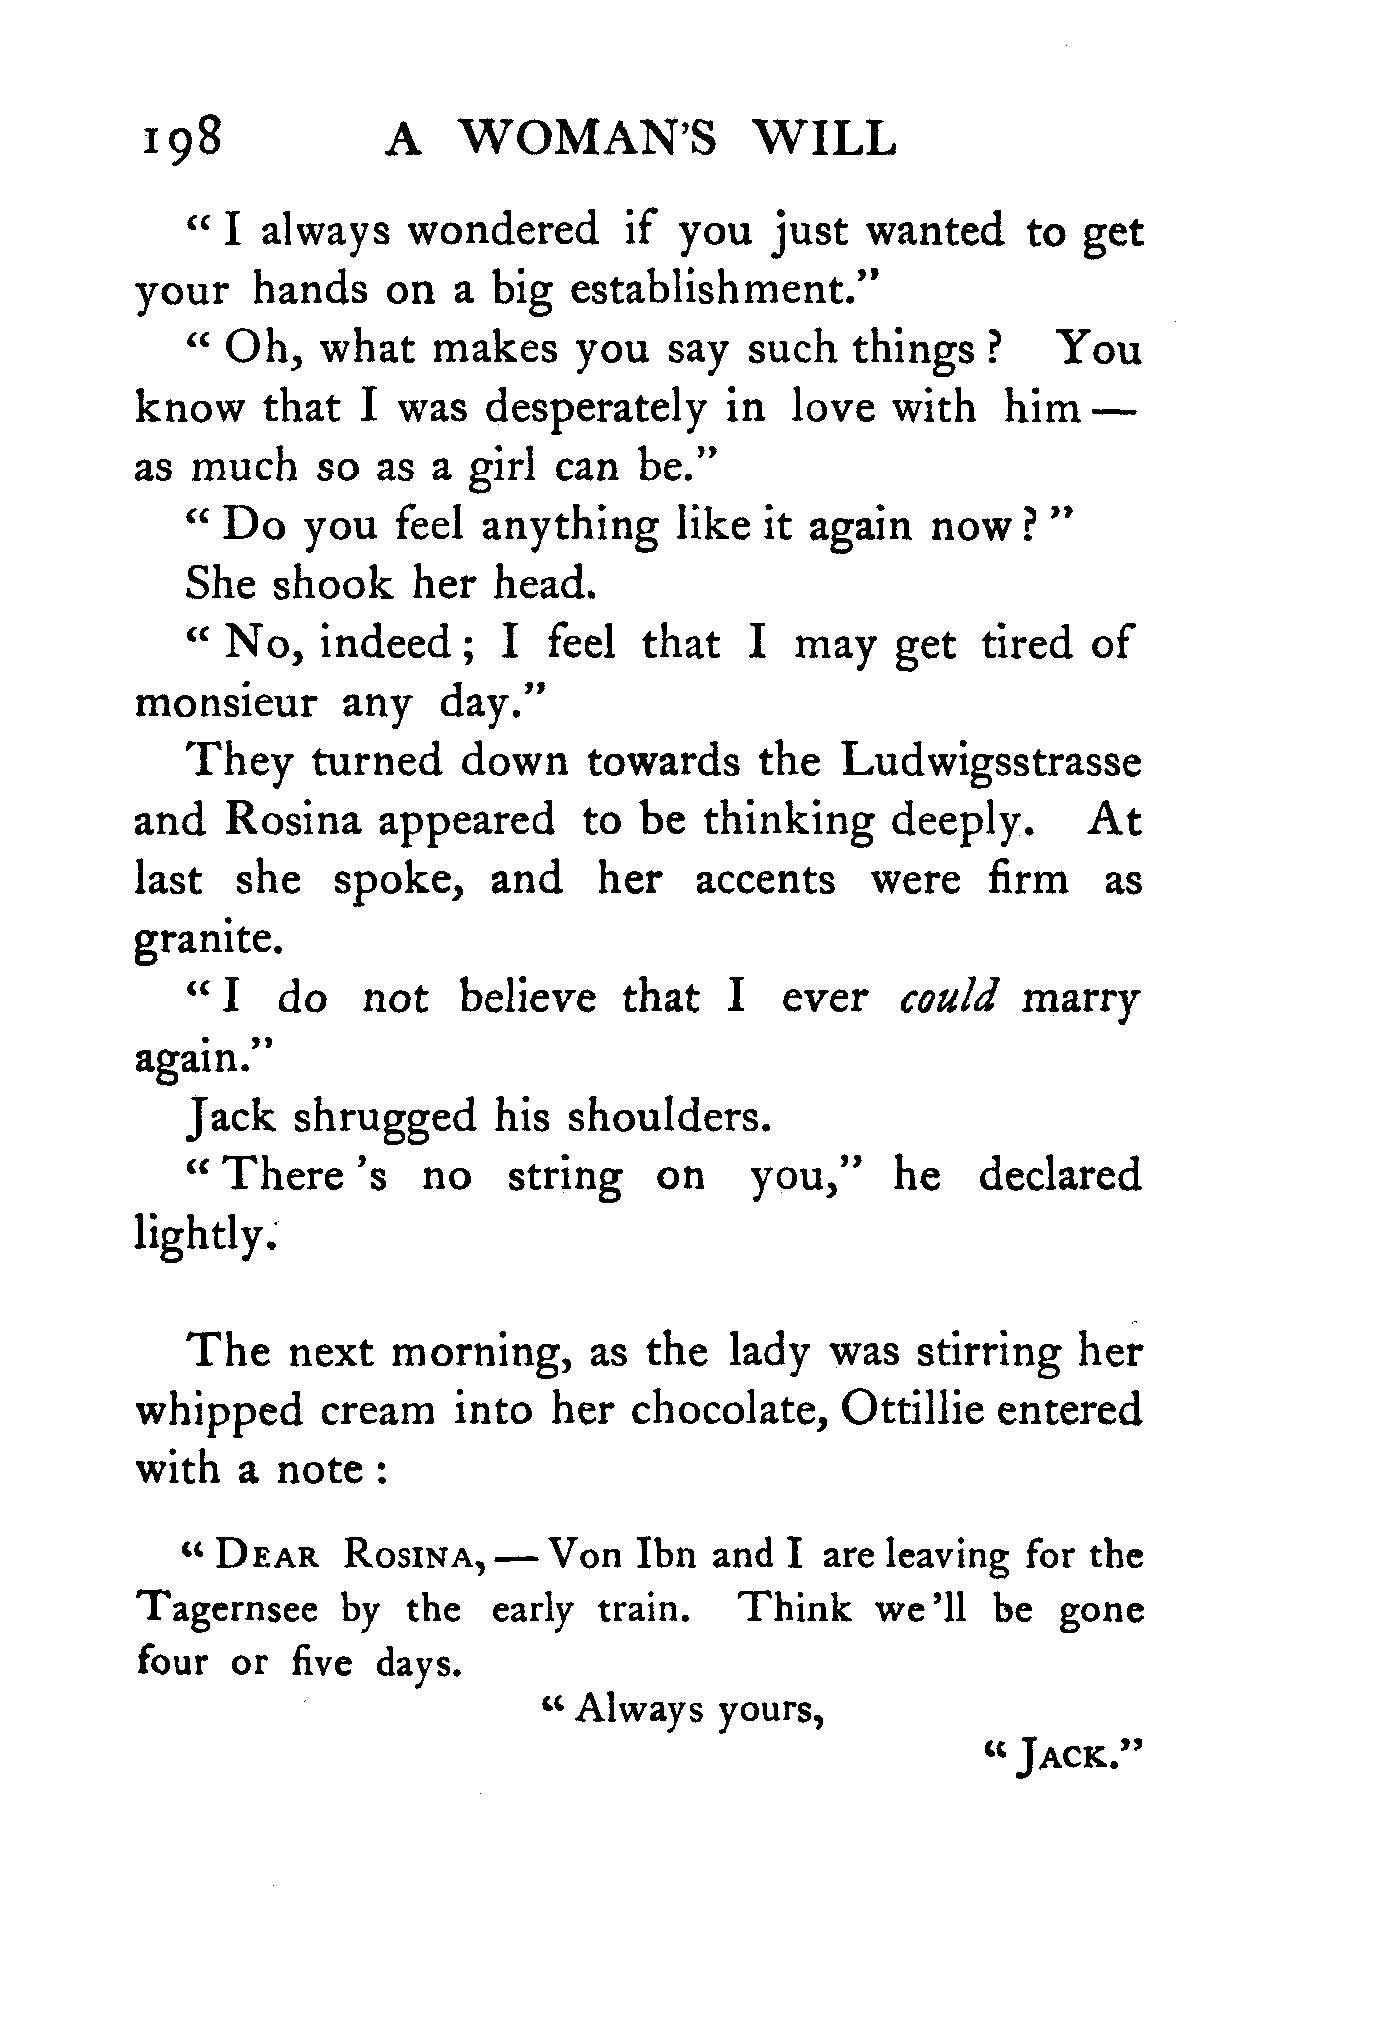 198 A WOMAN'S WILL
“ I always wondered if you just wanted to get
your hands on a big establishment.”
“ Oh, what makes you say such things ? You
know that I was desperately in love with him —
as much so as a girl can be.”
“ Do you feel anything like it again now ? ”
She shook her head.
“ No, indeed ; I feel that I may get tired of
monsieur any day.”
They turned down towards the Ludwigsstrasse
and Rosina appeared to be thinking deeply. At
last she spoke, and her accents were firm as
granite.
“ I do not believe that I ever could marry
again.”
Jack shrugged his shoulders.
“ There 's no string on you,” he declared
lightly.
The next morning, as the lady was stirring her
whipped cream into her chocolate, Ottillie entered
with a note :
“ DEAR ROSINA, — Von Ibn and I are leaving for the
Tagernsee by the early train. Think we 'll be gone
four or five days.
“ Always yours,
“ JACK.”